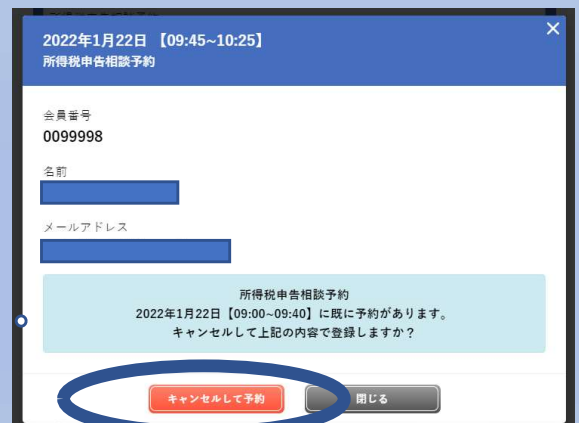 2022年1月22日 【09:45~10:25】
所得税申告相談予約
会員番号
0099998
名前
メールアドレス
所得税申告相談予約
2022年1月22日【09:00~09:40】に既に予約があります。
キャンセルして上記の内容で登録しますか？
キャンセルして予約
閉じる